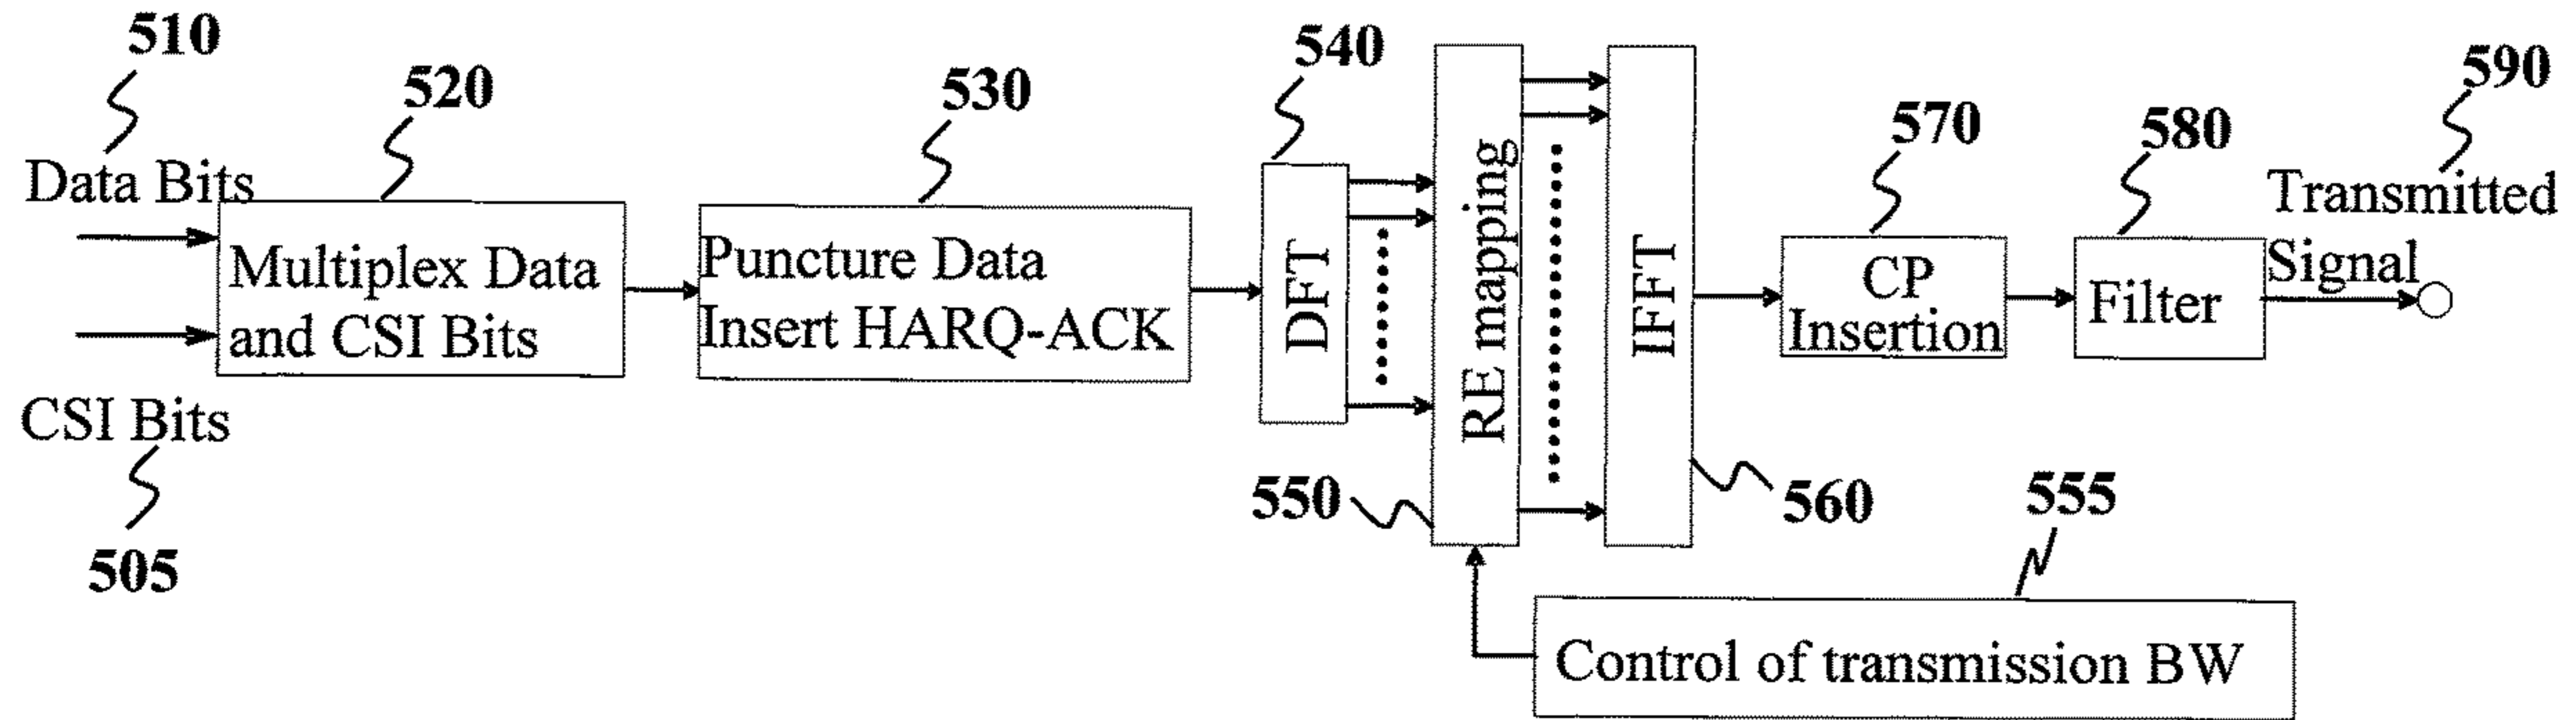 510
520
530
540
570
580
590
Data Bits
Multiplex Data
and CSI Bits
Puncture Data
Insert HARQ-ACK
DFT
RE mapping
IFFT
CP
Insertion
Filter
Transmitted
Signal
CSI Bits
505
550
560
555
Control of transmission BW